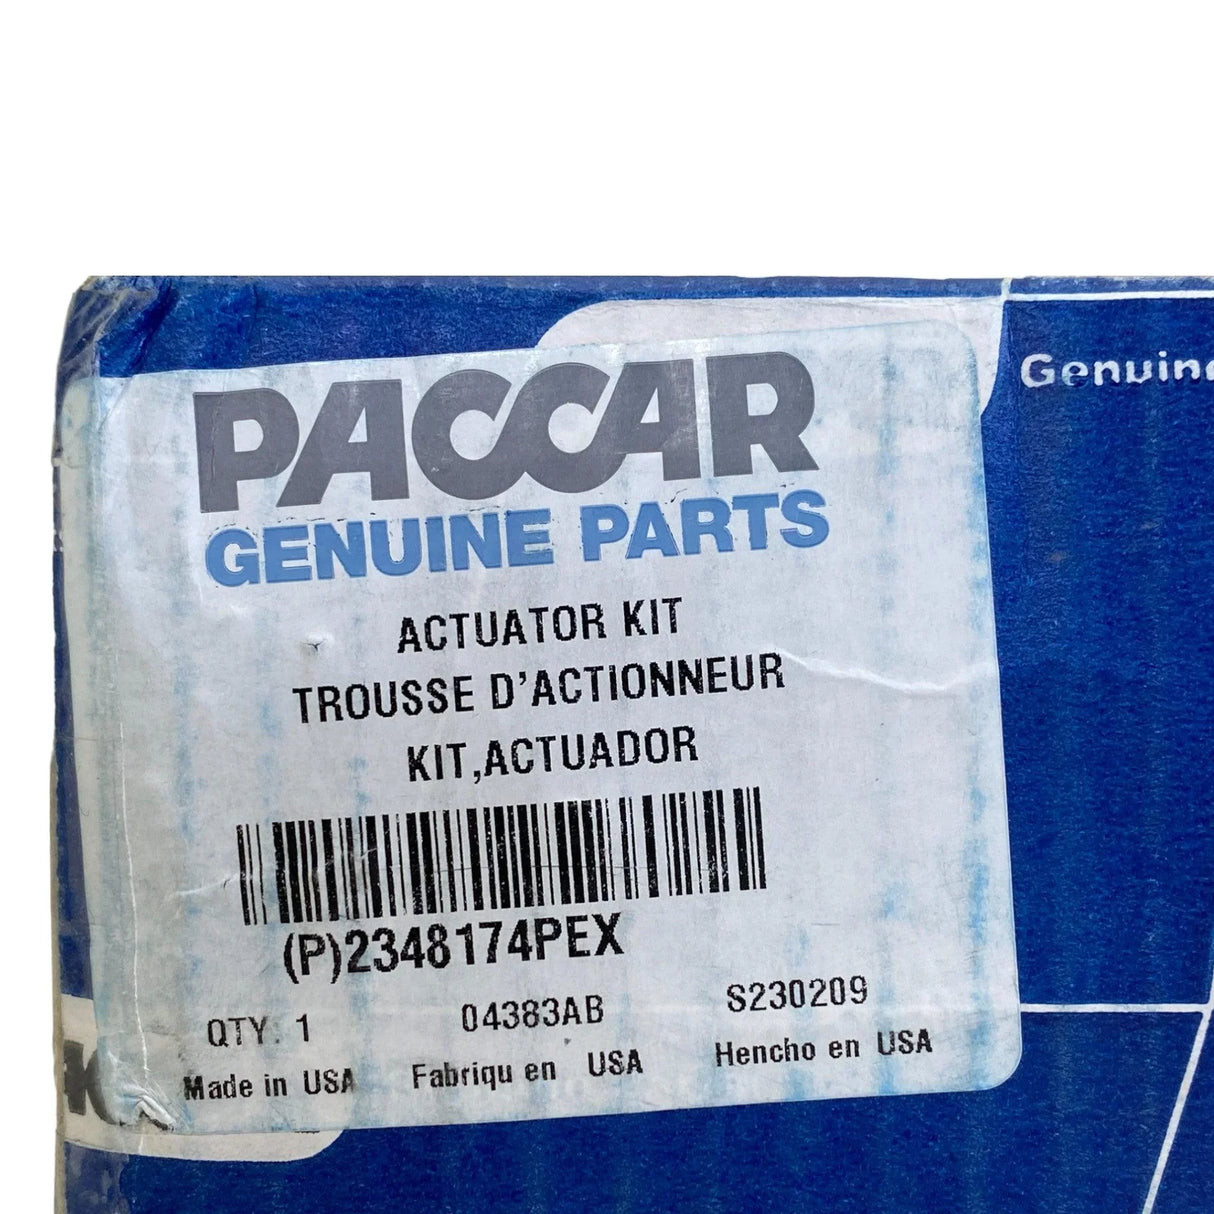 PACCAR
GENUINE PARTS
ACTUATOR KIT
TROUSSE D'ACTIONNEUR
KIT,ACTUADOR
(P)2348174PEX
QTY: 1 04383AB S230209
Made in USA Fabriqu en USA Hencho en USA